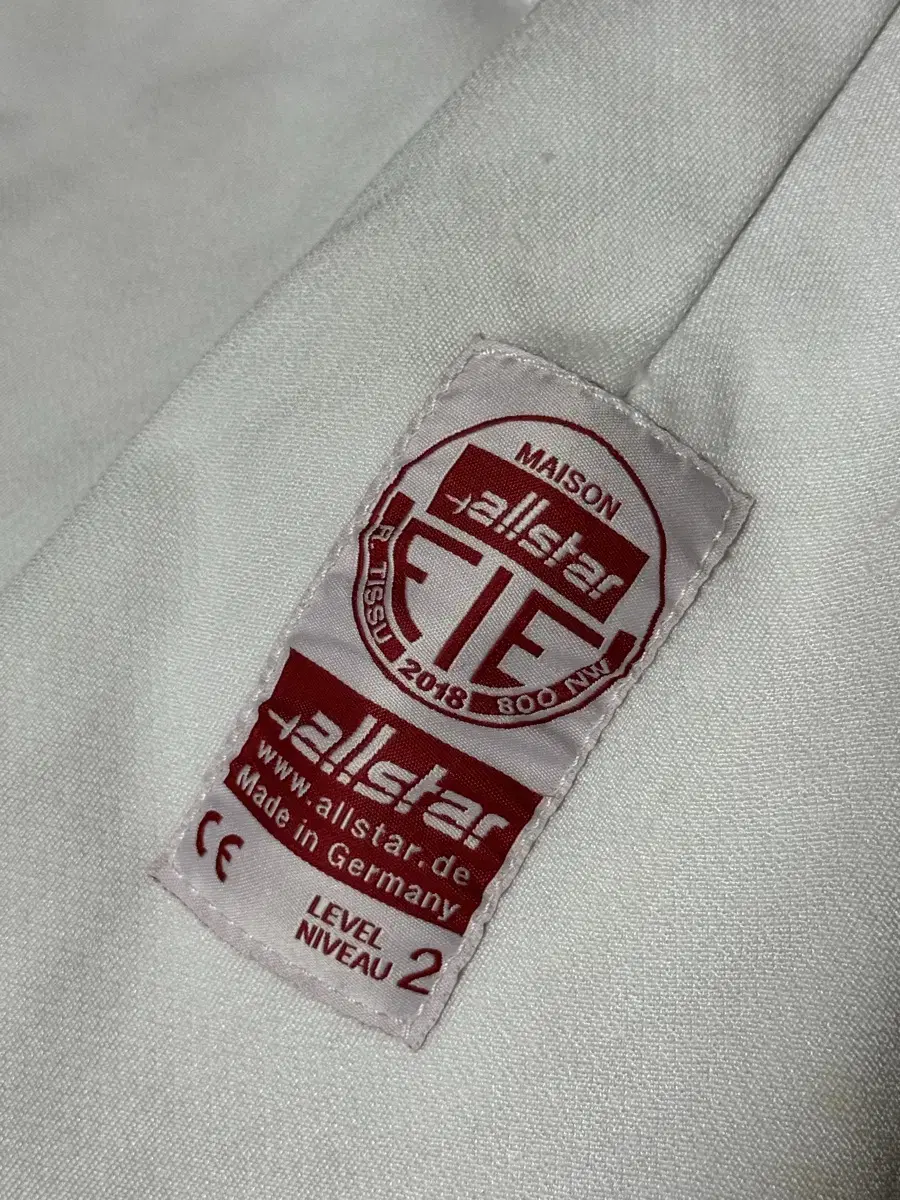 MAISON
allstar
FIE
R. TISSU 2018 800 NW
allstar
www.allstar.de
Made in Germany
CE
LEVEL
NIVEAU 2